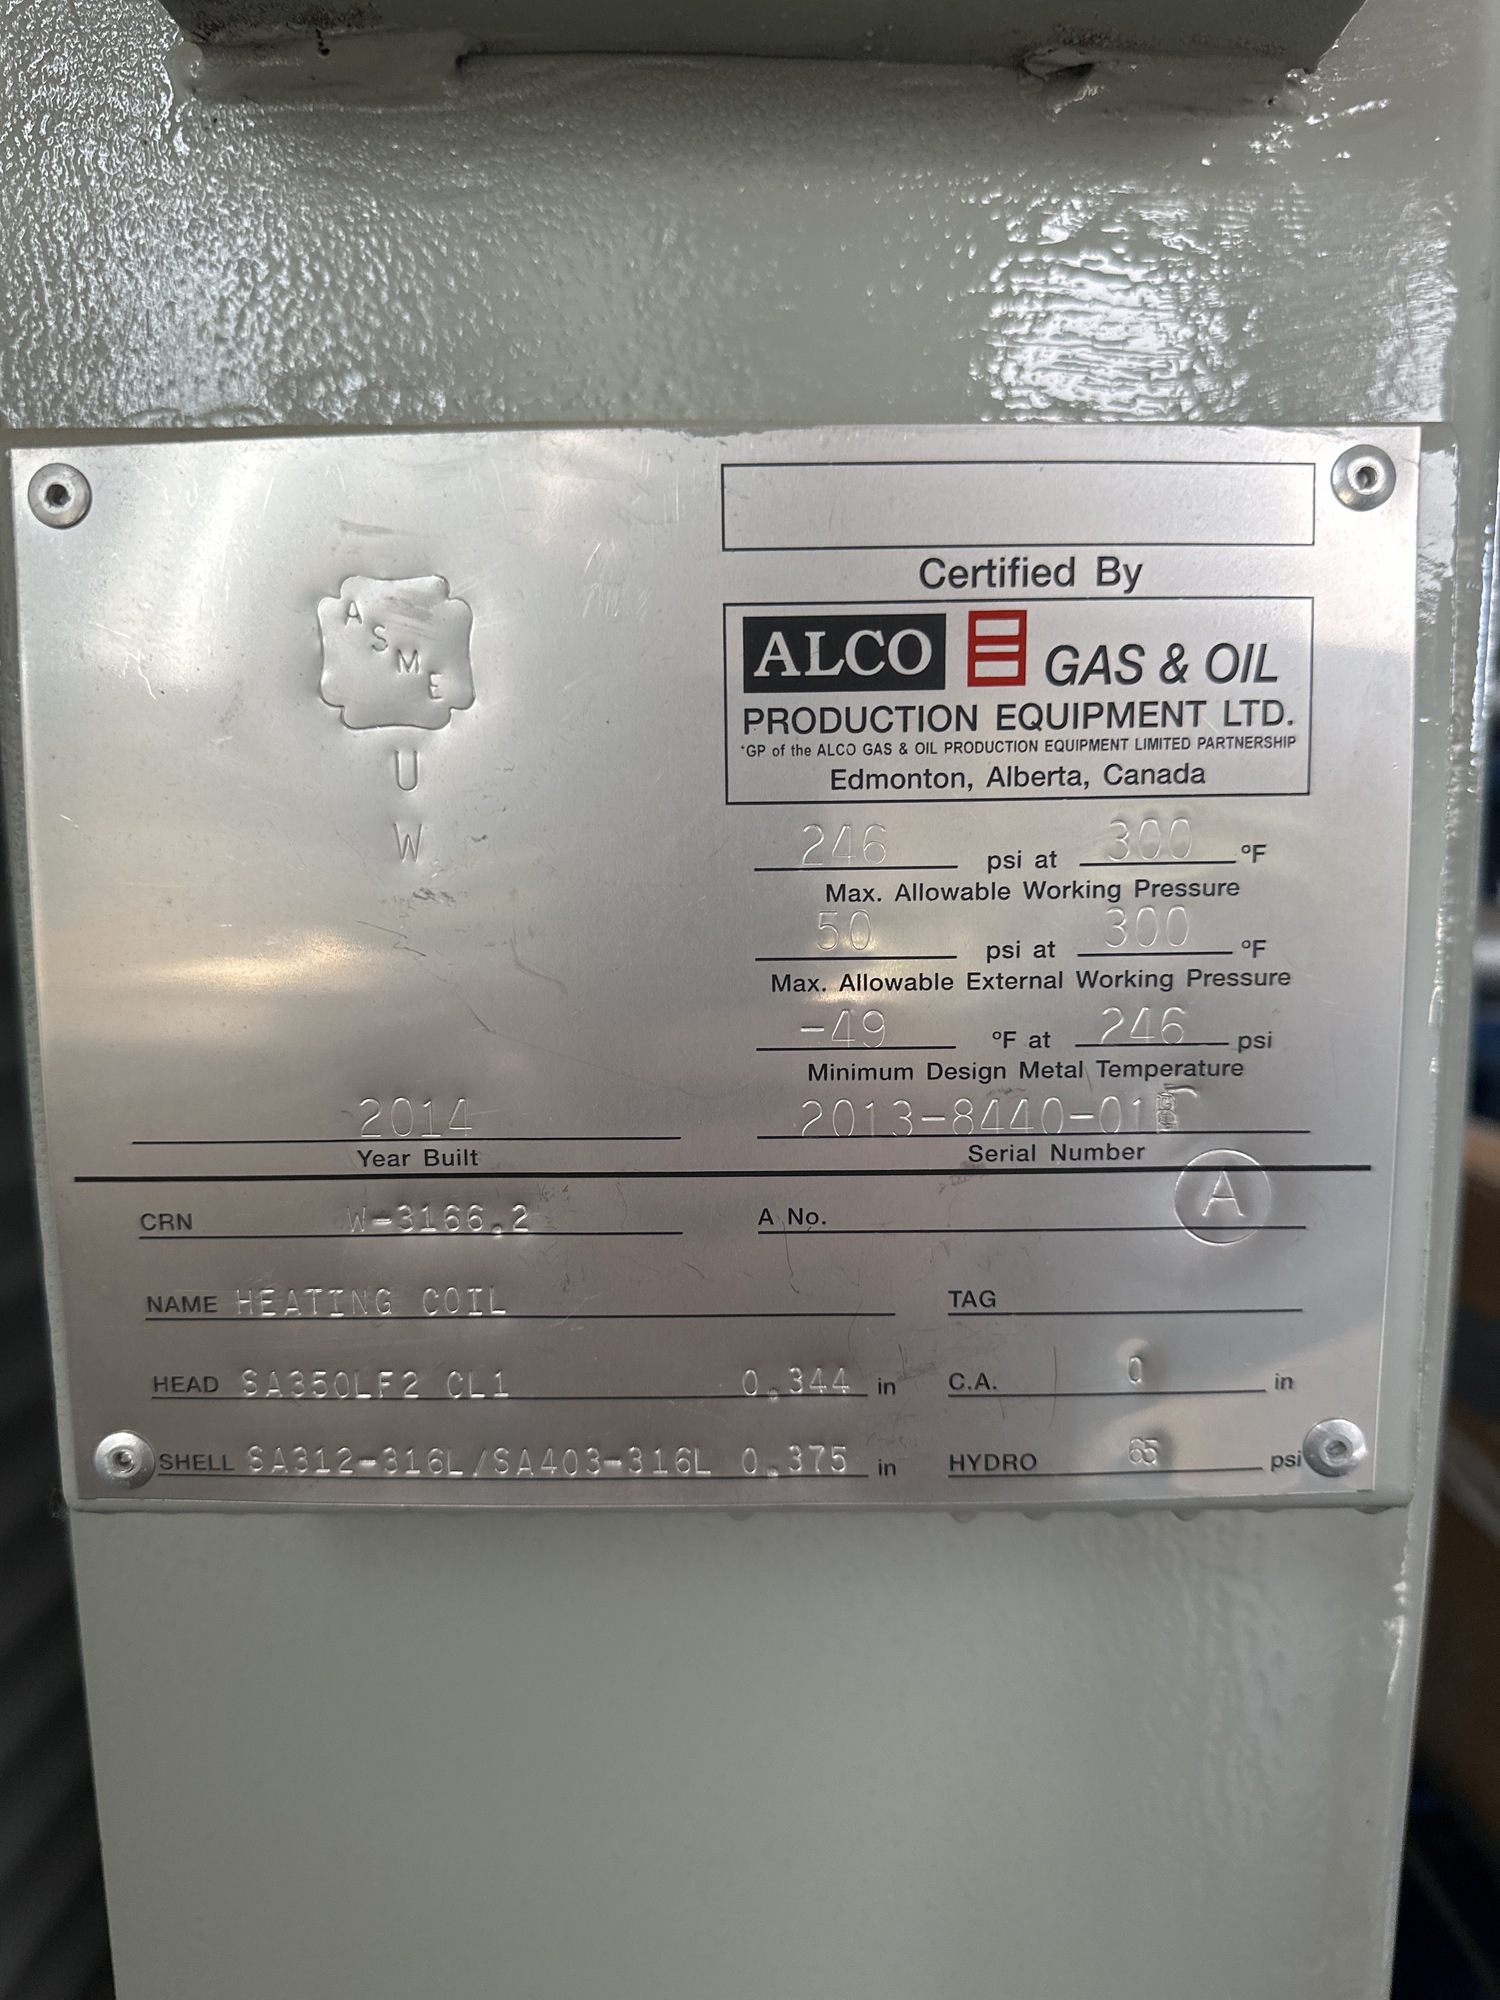 Certified By
ASME
ALCO GAS & OIL
PRODUCTION EQUIPMENT LTD.
*GP of the ALCO GAS & OIL PRODUCTION EQUIPMENT LIMITED PARTNERSHIP
Edmonton, Alberta, Canada
U
W
246 psi at 300 °F
Max. Allowable Working Pressure
50 psi at 300 °F
Max. Allowable External Working Pressure
-49 °F at 246 psi
Minimum Design Metal Temperature
2014
Year Built
2013-8440-01
Serial Number
A
CRN W-3166.2
A No.
NAME HEATING COIL
TAG
HEAD SA350LF2 CL1 0.344 in
C.A. 0 in
SHELL SA312-316L/SA403-316L 0.375 in
HYDRO psi